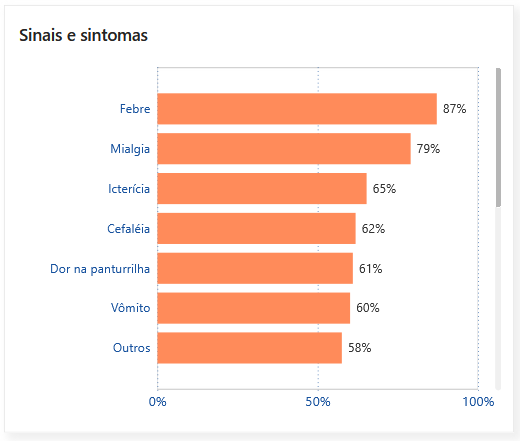 Sinais e sintomas
Febre 87%
Mialgia 79%
Icterícia 65%
Cefaléia 62%
Dor na panturrilha 61%
Vômito 60%
Outros 58%
0% 50% 100%